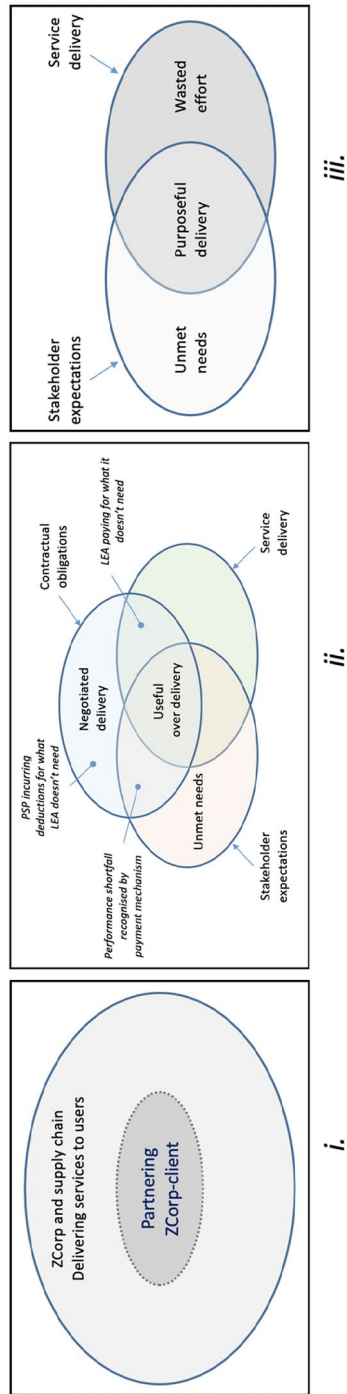 ZCorp and supply chain
Delivering services to users
Partnering
ZCorp-client
i.
PSP incurring
deductions for what
LEA doesn't need
Contractual
obligations
Negotiated
delivery
LEA paying for what it
doesn't need
Performance shortfall
recognised by
payment mechanism
Useful
over delivery
Unmet needs
Stakeholder
expectations
Service
delivery
ii.
Stakeholder
expectations
Service
delivery
Unmet
needs
Purposeful
delivery
Wasted
effort
iii.